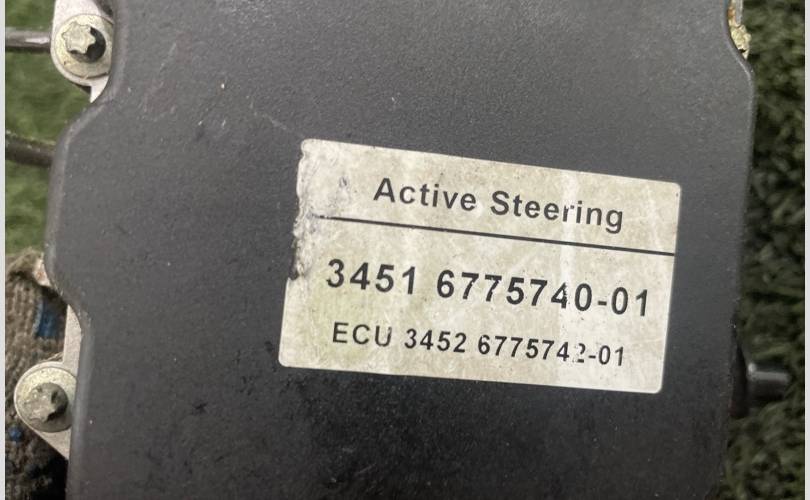 Active Steering
3451 6775740-01
ECU 3452 6775742-01